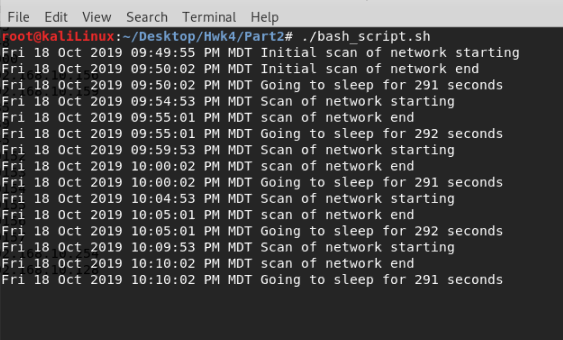 File Edit View Search Terminal Help
root@kaliLinux:~/Desktop/Hwk4/Part2# ./bash_script.sh
Fri 18 Oct 2019 09:49:55 PM MDT Initial scan of network starting
Fri 18 Oct 2019 09:50:02 PM MDT Initial scan of network end
Fri 18 Oct 2019 09:50:02 PM MDT Going to sleep for 291 seconds
Fri 18 Oct 2019 09:54:53 PM MDT Scan of network starting
Fri 18 Oct 2019 09:55:01 PM MDT scan of network end
Fri 18 Oct 2019 09:55:01 PM MDT Going to sleep for 292 seconds
Fri 18 Oct 2019 09:59:53 PM MDT Scan of network starting
Fri 18 Oct 2019 10:00:02 PM MDT scan of network end
Fri 18 Oct 2019 10:00:02 PM MDT Going to sleep for 291 seconds
Fri 18 Oct 2019 10:04:53 PM MDT Scan of network starting
Fri 18 Oct 2019 10:05:01 PM MDT scan of network end
Fri 18 Oct 2019 10:05:01 PM MDT Going to sleep for 292 seconds
Fri 18 Oct 2019 10:09:53 PM MDT Scan of network starting
Fri 18 Oct 2019 10:10:02 PM MDT scan of network end
Fri 18 Oct 2019 10:10:02 PM MDT Going to sleep for 291 seconds